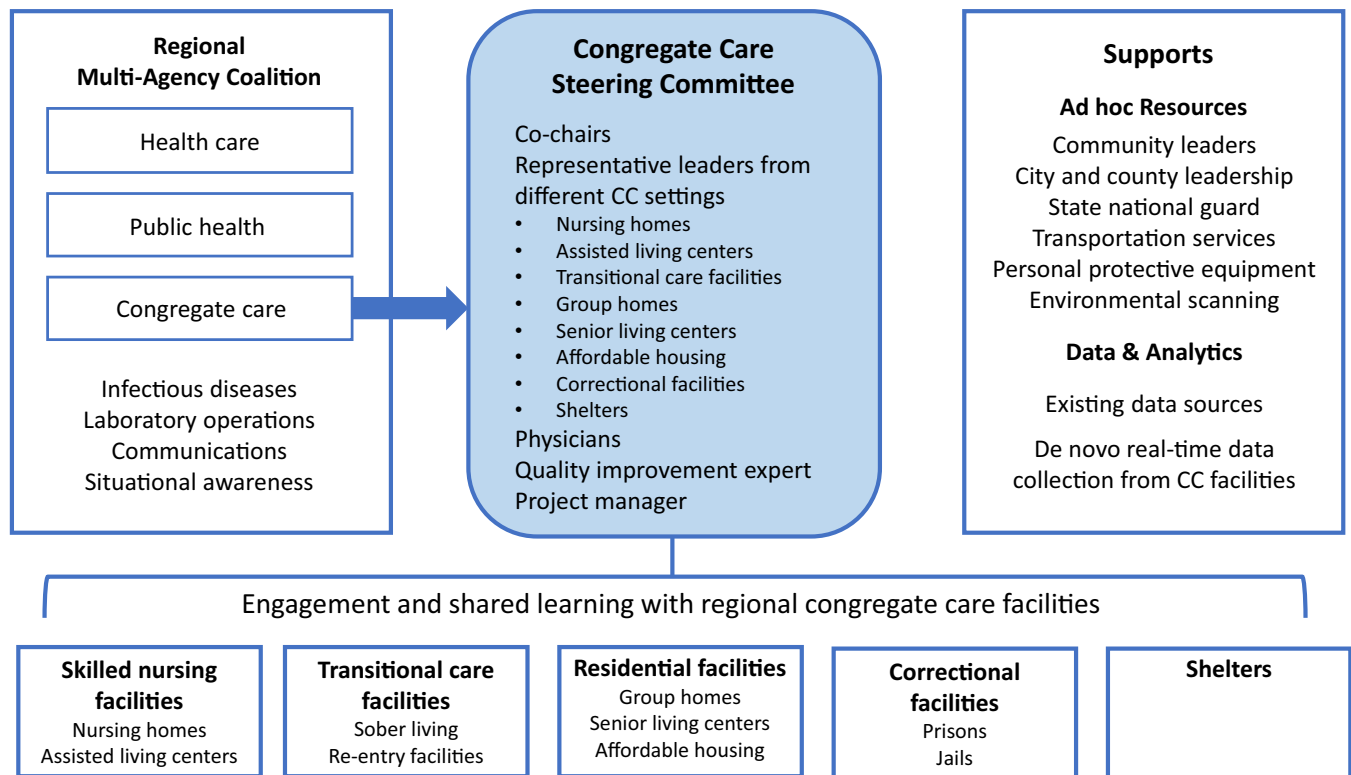 Regional
Multi-Agency Coalition
Health care
Public health
Congregate care
Infectious diseases
Laboratory operations
Communications
Situational awareness
Congregate Care
Steering Committee
Co-chairs
Representative leaders from
different CC settings
• Nursing homes
• Assisted living centers
• Transitional care facilities
• Group homes
• Senior living centers
• Affordable housing
• Correctional facilities
• Shelters
Physicians
Quality improvement expert
Project manager
Supports
Ad hoc Resources
Community leaders
City and county leadership
State national guard
Transportation services
Personal protective equipment
Environmental scanning
Data & Analytics
Existing data sources
De novo real-time data
collection from CC facilities
Engagement and shared learning with regional congregate care facilities
Skilled nursing
facilities
Nursing homes
Assisted living centers
Transitional care
facilities
Sober living
Re-entry facilities
Residential facilities
Group homes
Senior living centers
Affordable housing
Correctional
facilities
Prisons
Jails
Shelters